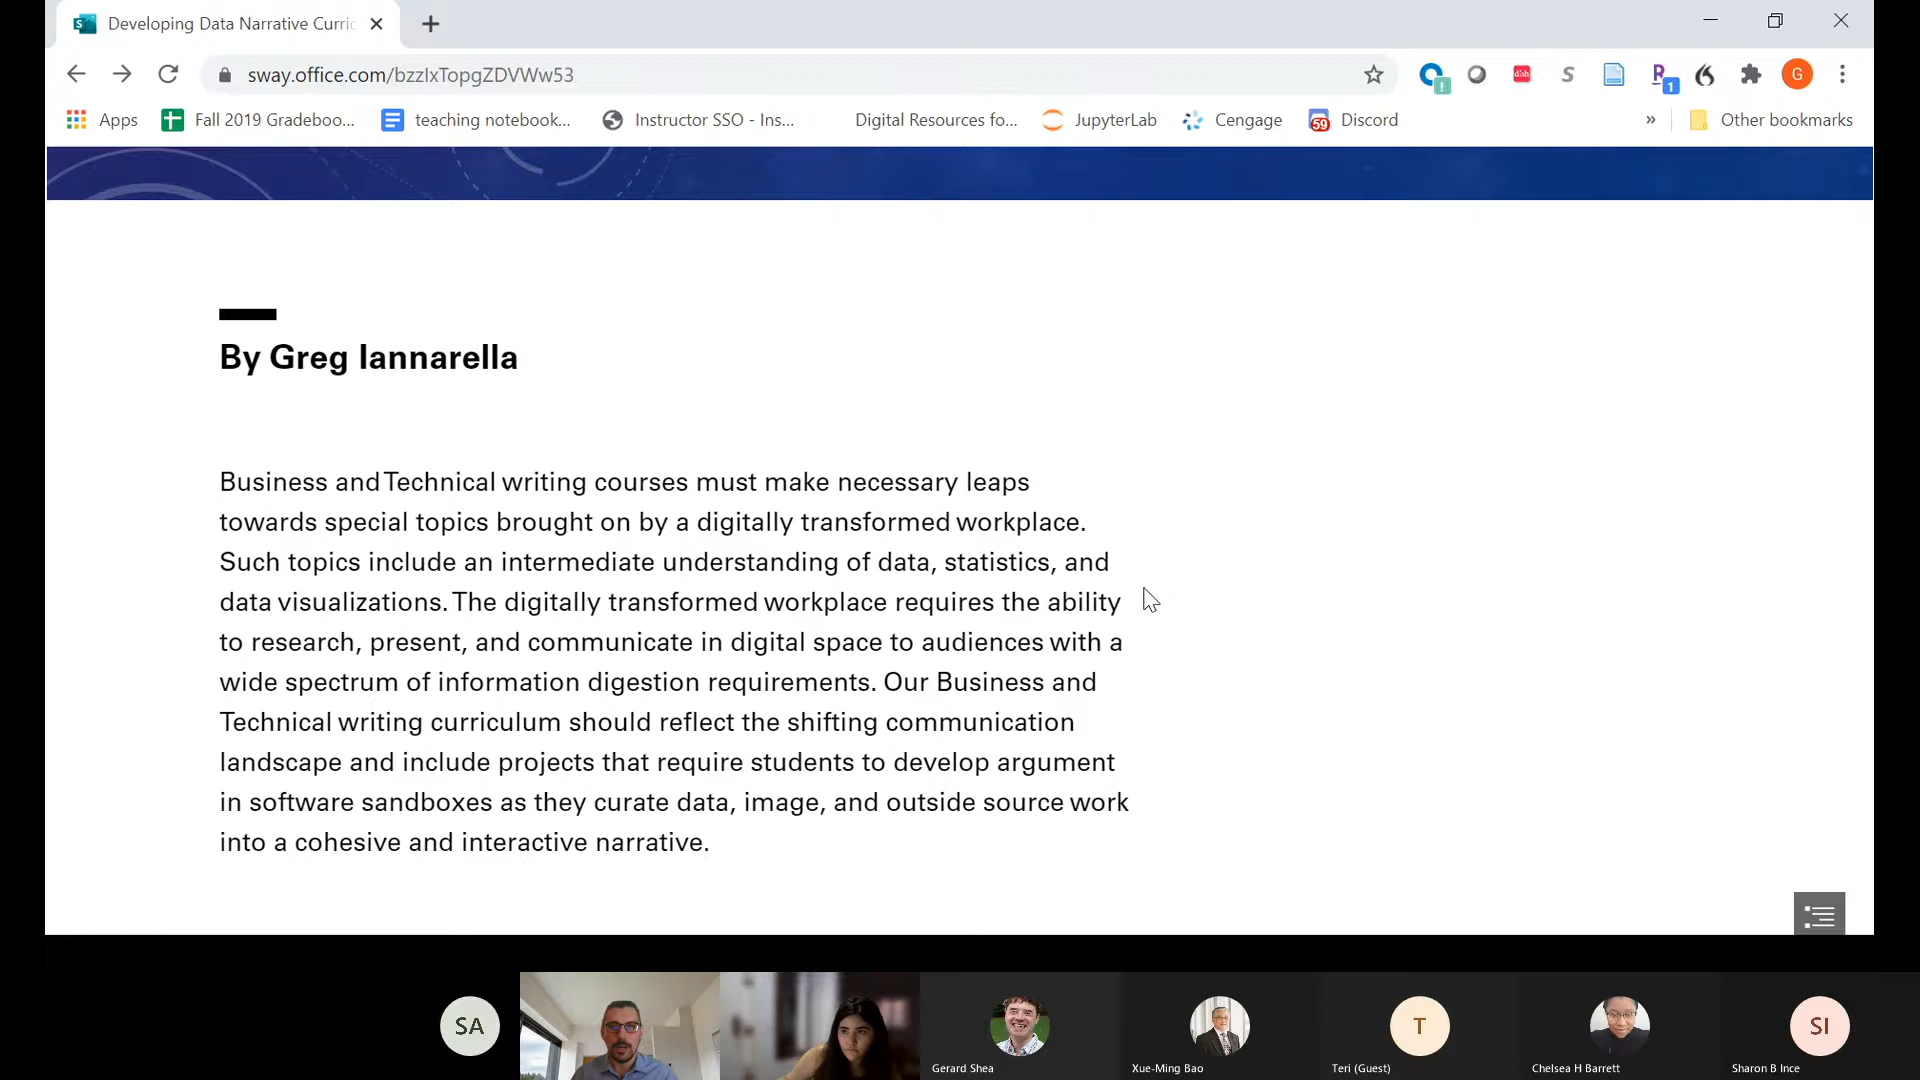 Developing Data Narrative Curric
sway.office.com/bzzIxTopgZDVWw53
G
Apps
Fall 2019 Gradeboo...
teaching notebook...
Instructor SSO - Ins...
Digital Resources fo...
JupyterLab
Cengage
59
Discord
»
Other bookmarks
By Greg Iannarella
Business and Technical writing courses must make necessary leaps
towards special topics brought on by a digitally transformed workplace.
Such topics include an intermediate understanding of data, statistics, and
data visualizations. The digitally transformed workplace requires the ability
to research, present, and communicate in digital space to audiences with a
wide spectrum of information digestion requirements. Our Business and
Technical writing curriculum should reflect the shifting communication
landscape and include projects that require students to develop argument
in software sandboxes as they curate data, image, and outside source work
into a cohesive and interactive narrative.
SA
Gerard Shea
Xue-Ming Bao
T
Teri (Guest)
Chelsea H Barrett
SI
Sharon B Ince